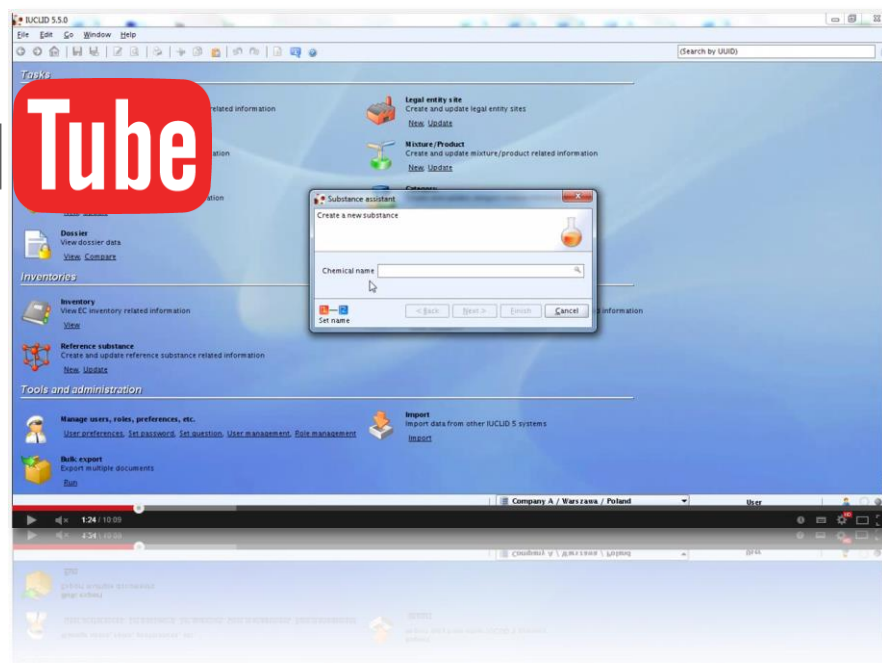 IUCLID 5.5.0
File Edit Go Window Help
(Search by UUID)
Tasks
Tube
related information
Legal entity site
Create and update legal entity sites
New Update
ation
Mixture/Product
Create and update mixture/product related information
New Update
ation
Category
Substance assistant
Create a new substance
Chemical name
Set name
< Back Next > Finish Cancel
Dossier
View dossier data
View Compare
Inventories
Inventory
View EC inventory related information
View
information
Reference substance
Create and update reference substance related information
New Update
Tools and administration
Manage users, roles, preferences, etc.
User preferences, Set password, Set question, User management, Role management
Import
Import data from other IUCLID 5 systems
Import
Bulk export
Export multiple documents
Run
Company A / Warszawa / Poland
User
1:24 / 10:09